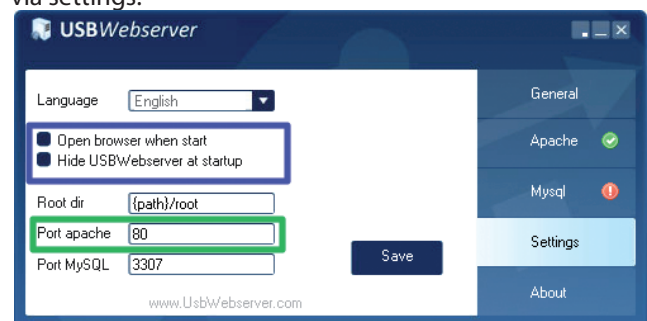 via settings.
USBWebserver
Language English
General
Open browser when start
Apache
Hide USBWebserver at startup
Mysql
Root dir {path}/root
Port apache 80
Settings
Save
Port MySQL 3307
www.UsbWebserver.com
About